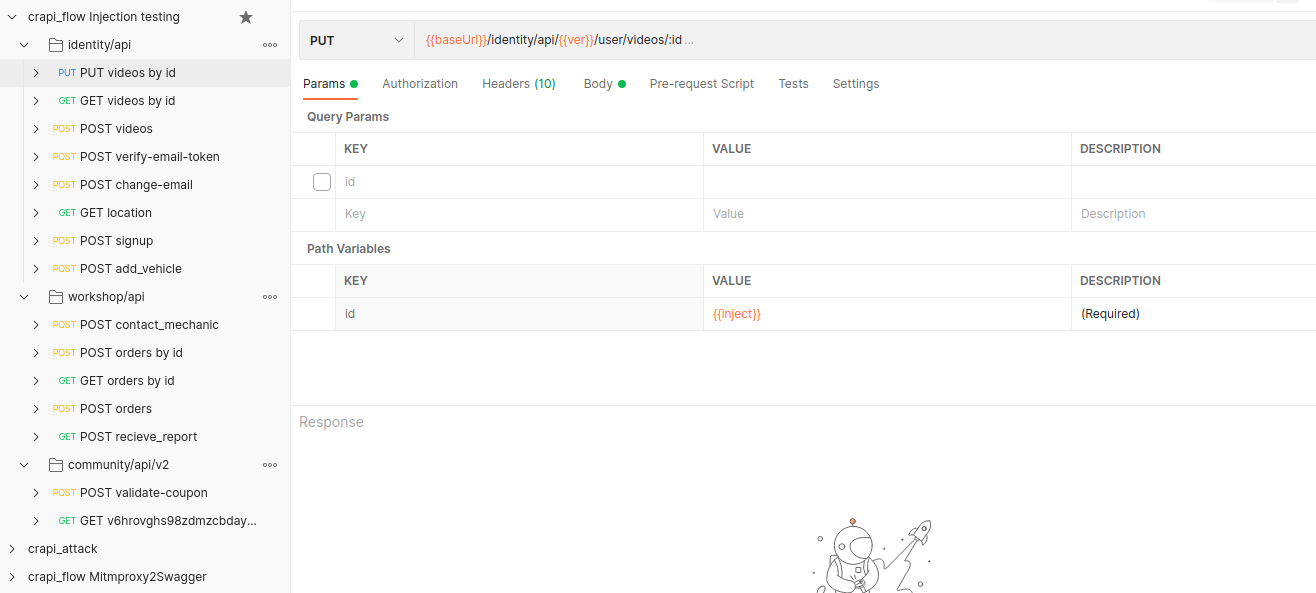 crapi_flow Injection testing
identity/api
PUT PUT videos by id
GET GET videos by id
POST POST videos
POST POST verify-email-token
POST POST change-email
GET GET location
POST POST signup
POST POST add_vehicle
workshop/api
POST POST contact_mechanic
POST POST orders by id
GET GET orders by id
POST POST orders
GET POST recieve_report
community/api/v2
POST POST validate-coupon
GET GET v6hrovghs98zdmzcbday...
crapi_attack
crapi_flow Mitmproxy2Swagger
PUT {{baseUrl}}/identity/api/{{ver}}/user/videos/:id ...
Params Authorization Headers (10) Body Pre-request Script Tests Settings
Query Params
KEY VALUE DESCRIPTION
id
Key Value Description
Path Variables
KEY VALUE DESCRIPTION
id {{inject}} (Required)
Response